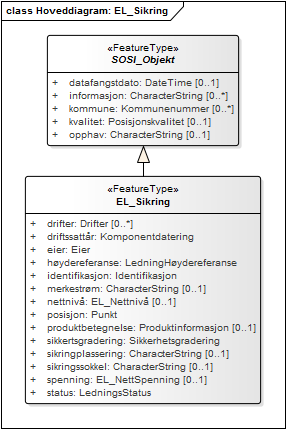 class Hoveddiagram: EL_Sikring
«FeatureType»
SOSI_Objekt
+ datafangstdato: DateTime [0..1]
+ informasjon: CharacterString [0..*]
+ kommune: Kommunenummer [0..*]
+ kvalitet: Posisjonskvalitet [0..1]
+ opphav: CharacterString [0..1]
«FeatureType»
EL_Sikring
+ drifter: Drifter [0..*]
+ driftssattår: Komponentdatering
+ eier: Eier
+ høydereferanse: LedningHøydereferanse
+ identifikasjon: Identifikasjon
+ merkestrøm: CharacterString [0..1]
+ nettnivå: EL_Nettnivå [0..1]
+ posisjon: Punkt
+ produktbetegnelse: Produktinformasjon [0..1]
+ sikkertsgradering: Sikkerhetsgradering
+ sikringplassering: CharacterString [0..1]
+ sikringssokkel: CharacterString [0..1]
+ spenning: EL_NettSpenning [0..1]
+ status: LedningsStatus